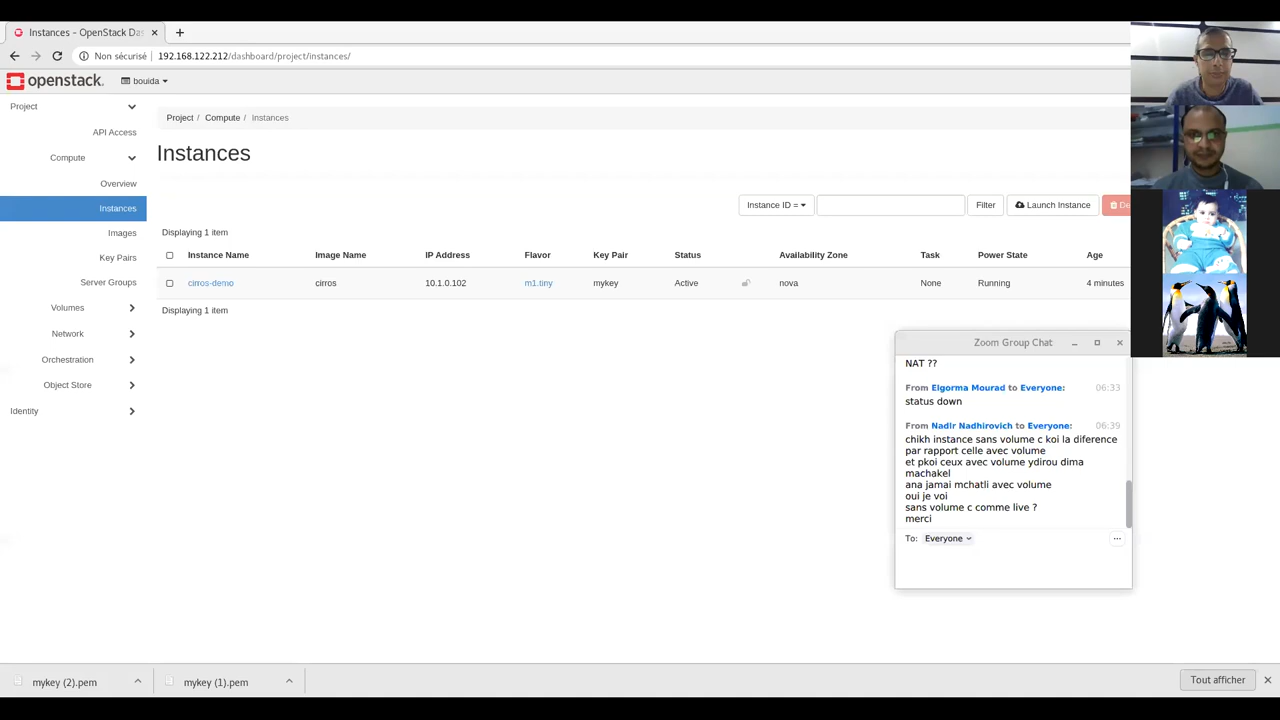 Instances - OpenStack Das
Non sécurisé 192.168.122.212/dashboard/project/instances/
openstack. bouida
Project
API Access
Compute
Overview
Instances
Images
Key Pairs
Server Groups
Volumes
Network
Orchestration
Object Store
Identity
Project / Compute / Instances
Instances
Instance ID = Filter Launch Instance De
Displaying 1 item
Instance Name Image Name IP Address Flavor Key Pair Status Availability Zone Task Power State Age
cirros-demo cirros 10.1.0.102 m1.tiny mykey Active nova None Running 4 minutes
Displaying 1 item
Zoom Group Chat
NAT ??
From Elgorma Mourad to Everyone: 06:33
status down
From Nadir Nadhirovich to Everyone: 06:39
chikh instance sans volume c koi la diference
par rapport celle avec volume
et pkoi ceux avec volume ydirou dima
machakel
ana jamai mchatli avec volume
oui je voi
sans volume c comme live ?
merci
To: Everyone
mykey (2).pem mykey (1).pem Tout afficher